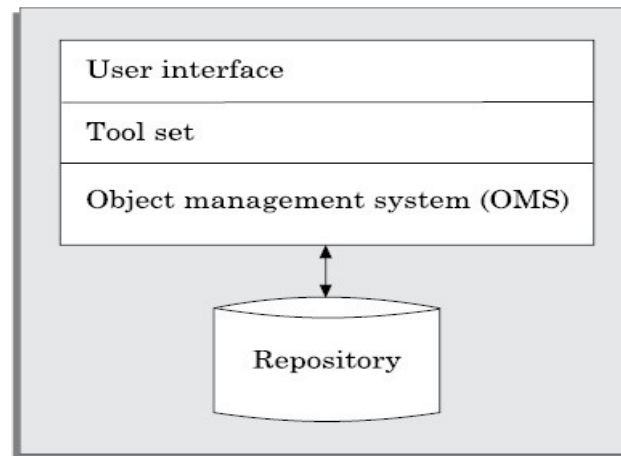 User interface
Tool set
Object management system (OMS)
Repository